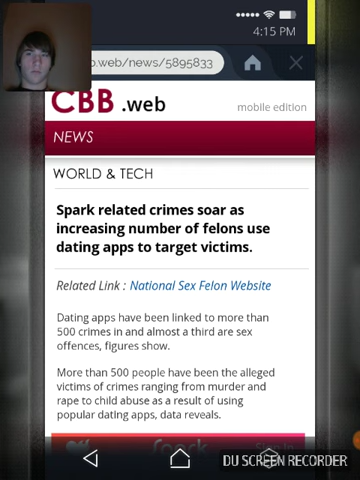 4:15 PM
.web/news/5895833
CBB .web
mobile edition
NEWS
WORLD & TECH
Spark related crimes soar as
increasing number of felons use
dating apps to target victims.
Related Link : National Sex Felon Website
Dating apps have been linked to more than
500 crimes in and almost a third are sex
offences, figures show.
More than 500 people have been the alleged
victims of crimes ranging from murder and
rape to child abuse as a result of using
popular dating apps, data reveals.
spark
Sign in
DU SCREEN RECORDER